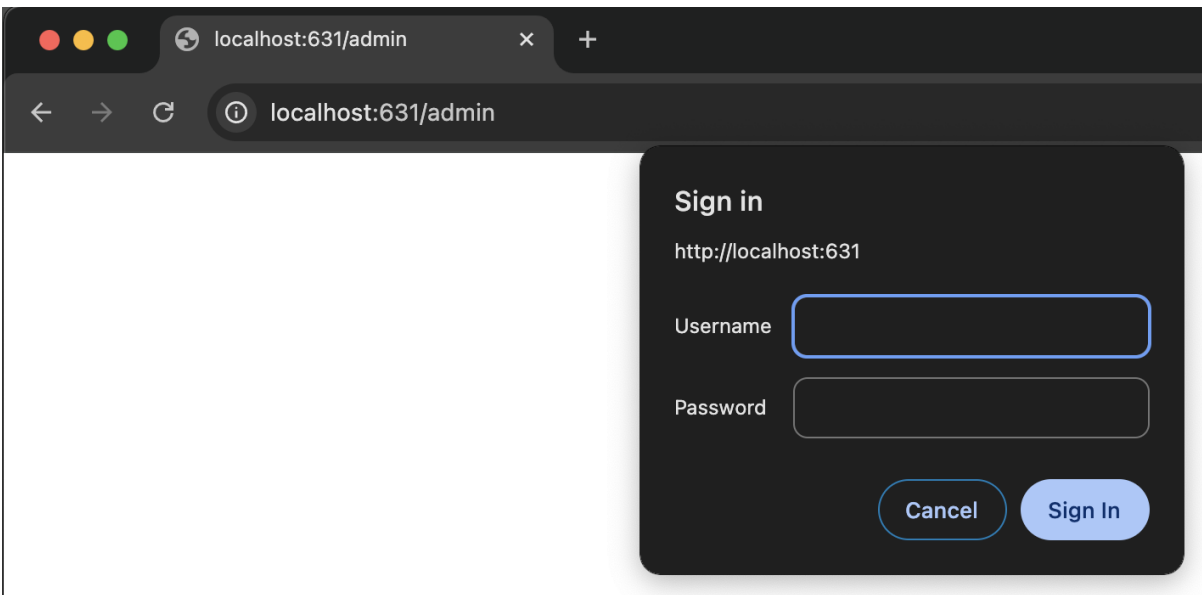 localhost:631/admin
localhost:631/admin
Sign in
http://localhost:631
Username
Password
Cancel Sign In